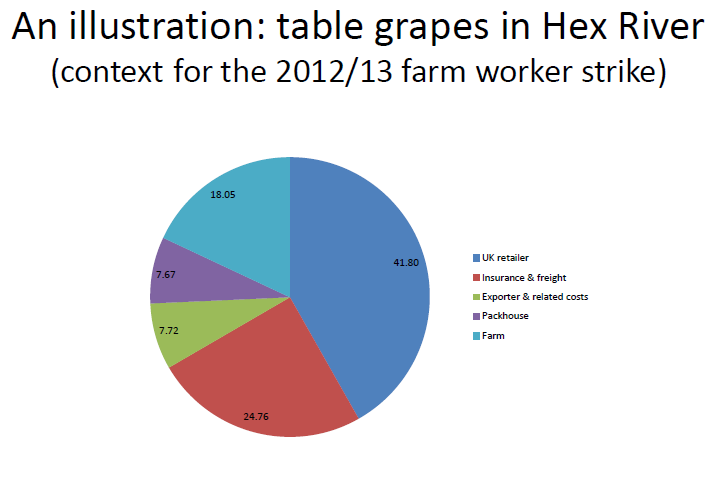 An illustration: table grapes in Hex River
(context for the 2012/13 farm worker strike)
18.05
41.80
7.67
7.72
24.76
UK retailer
Insurance & freight
Exporter & related costs
Packhouse
Farm